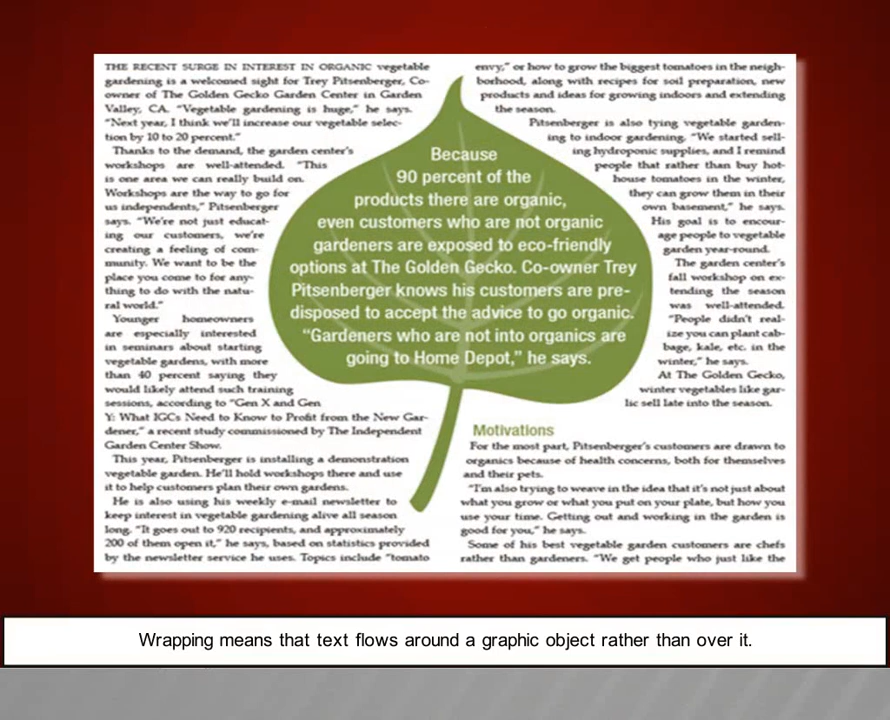 THE RECENT SURGE IN INTEREST IN ORGANIC vegetable
gardening is a welcomed sight for Trey Pitsenberger, Co-
owner of The Golden Gecko Garden Center in Garden
Valley, CA. “Vegetable gardening is huge,” he says.
“Next year, I think we’ll increase our vegetable selec-
tion by 10 to 20 percent.”
Thanks to the demand, the garden center’s
workshops are well-attended. “This
is one area we can really build on.
Workshops are the way to go for
us independents,” Pitsenberger
says. “We’re not just educat-
ing our customers, we’re
creating a feeling of com-
munity. We want to be the
place you come to for any-
thing to do with the natu-
ral world.”
Younger homeowners
are especially interested
in seminars about starting
vegetable gardens, with more
than 40 percent saying they
would likely attend such training
sessions, according to “Gen X and Gen
Y: What IGCs Need to Know to Profit from the New Gar-
dener,” a recent study commissioned by The Independent
Garden Center Show.
This year, Pitsenberger is installing a demonstration
vegetable garden. He’ll hold workshops there and use
it to help customers plan their own gardens.
He is also using his weekly e-mail newsletter to
keep interest in vegetable gardening alive all season
long. “It goes out to 920 recipients, and approximately
200 of them open it,” he says, based on statistics provided
by the newsletter service he uses. Topics include “tomato
Because
90 percent of the
products there are organic,
even customers who are not organic
gardeners are exposed to eco-friendly
options at The Golden Gecko. Co-owner Trey
Pitsenberger knows his customers are pre-
disposed to accept the advice to go organic.
“Gardeners who are not into organics are
going to Home Depot,” he says.
envy,” or how to grow the biggest tomatoes in the neigh-
borhood, along with recipes for soil preparation, new
products and ideas for growing indoors and extending
the season.
Pitsenberger is also tying vegetable garden-
ing to indoor gardening. “We started sell-
ing hydroponic supplies, and I remind
people that rather than buy hot-
house tomatoes in the winter,
they can grow them in their
own basement,” he says.
His goal is to encour-
age people to vegetable
garden year-round.
The garden center’s
fall workshop on ex-
tending the season
was well-attended.
“People didn’t real-
ize you can plant cab-
bage, kale, etc. in the
winter,” he says.
At The Golden Gecko,
winter vegetables like gar-
lic sell late into the season.
Motivations
For the most part, Pitsenberger’s customers are drawn to
organics because of health concerns, both for themselves
and their pets.
“I’m also trying to weave in the idea that it’s not just about
what you grow or what you put on your plate, but how you
use your time. Getting out and working in the garden is
good for you,” he says.
Some of his best vegetable garden customers are chefs
rather than gardeners. “We get people who just like the
Wrapping means that text flows around a graphic object rather than over it.